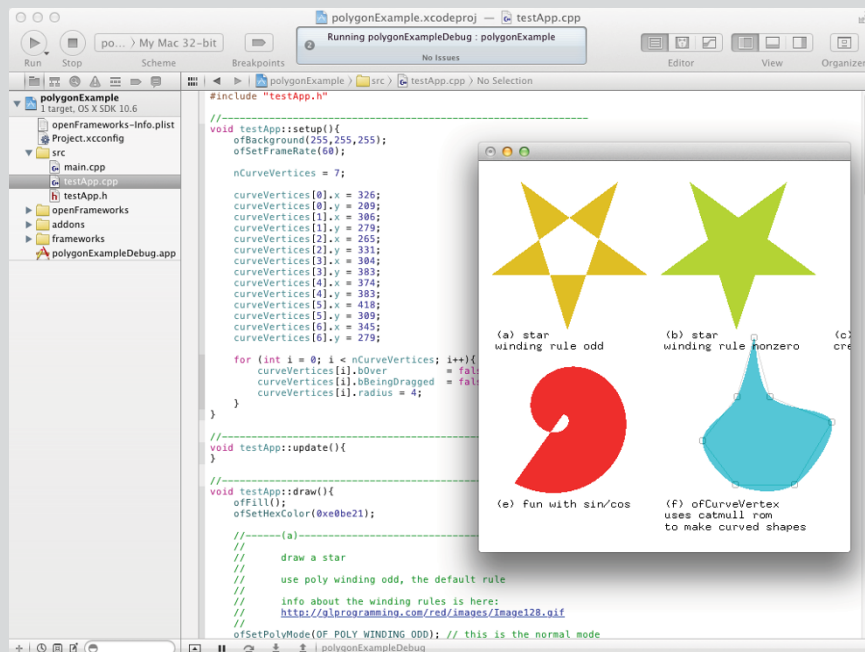 polygonExample.xcodeproj — testApp.cpp
Run Stop
po... ⟩ My Mac 32-bit
Scheme
Breakpoints
Running polygonExampleDebug : polygonExample
No Issues
Editor
View
Organizer
polygonExample ⟩ src ⟩ testApp.cpp ⟩ No Selection
polygonExample
1 target, OS X SDK 10.6
openFrameworks-Info.plist
Project.xcconfig
src
main.cpp
testApp.cpp
testApp.h
openFrameworks
addons
frameworks
polygonExampleDebug.app
#include "testApp.h"
//--------------------------------------------------------------
void testApp::setup(){
ofBackground(255,255,255);
ofSetFrameRate(60);
nCurveVertices = 7;
curveVertices[0].x = 326;
curveVertices[0].y = 209;
curveVertices[1].x = 306;
curveVertices[1].y = 279;
curveVertices[2].x = 265;
curveVertices[2].y = 331;
curveVertices[3].x = 304;
curveVertices[3].y = 383;
curveVertices[4].x = 374;
curveVertices[4].y = 383;
curveVertices[5].x = 418;
curveVertices[5].y = 309;
curveVertices[6].x = 345;
curveVertices[6].y = 279;
for (int i = 0; i < nCurveVertices; i++){
curveVertices[i].bOver = fals
curveVertices[i].bBeingDragged = fals
curveVertices[i].radius = 4;
}
}
//--------------------------------------------------------------
void testApp::update(){
}
//--------------------------------------------------------------
void testApp::draw(){
ofFill();
ofSetHexColor(0xe0be21);
//------(a)--------------------------------------
//
// draw a star
//
// use poly winding odd, the default rule
//
// info about the winding rules is here:
// http://glprogramming.com/red/images/Image128.gif
//
ofSetPolyMode(OF_POLY_WINDING_ODD); // this is the normal mode
polygonExampleDebug
(a) star
winding rule odd
(b) star
winding rule nonzero
(c)
cre
(e) fun with sin/cos
(f) ofCurveVertex
uses catmull rom
to make curved shapes